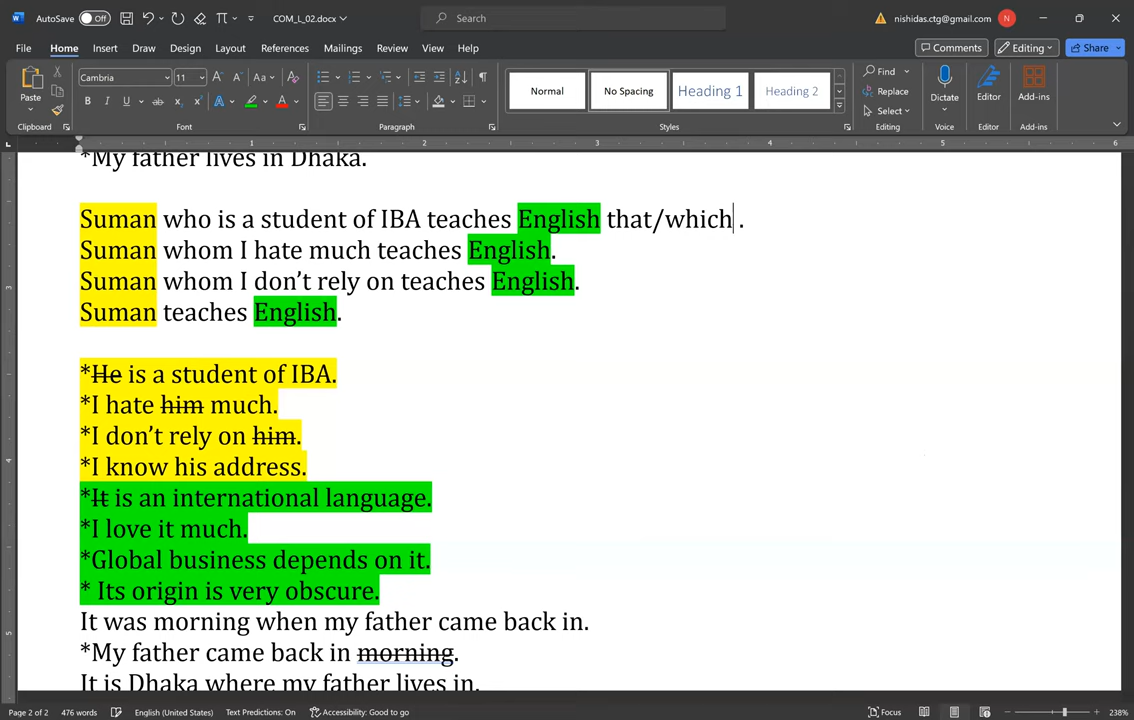 AutoSave Off COM_L_02.docx Search nishidas.ctg@gmail.com N
File Home Insert Draw Design Layout References Mailings Review View Help Comments Editing Share
Paste Cambria 11 Aa Normal No Spacing Heading 1 Heading 2 Find Replace Select Dictate Editor Add-ins
Clipboard Font Paragraph Styles Editing Voice Editor Add-ins
1 2 3 4 5 6
*My father lives in Dhaka.
Suman who is a student of IBA teaches English that/which .
Suman whom I hate much teaches English.
Suman whom I don’t rely on teaches English.
Suman teaches English.
*He is a student of IBA.
*I hate him much.
*I don’t rely on him.
*I know his address.
*It is an international language.
*I love it much.
*Global business depends on it.
* Its origin is very obscure.
It was morning when my father came back in.
*My father came back in morning.
It is Dhaka where my father lives in.
Page 2 of 2 476 words English (United States) Text Predictions: On Accessibility: Good to go Focus 238%